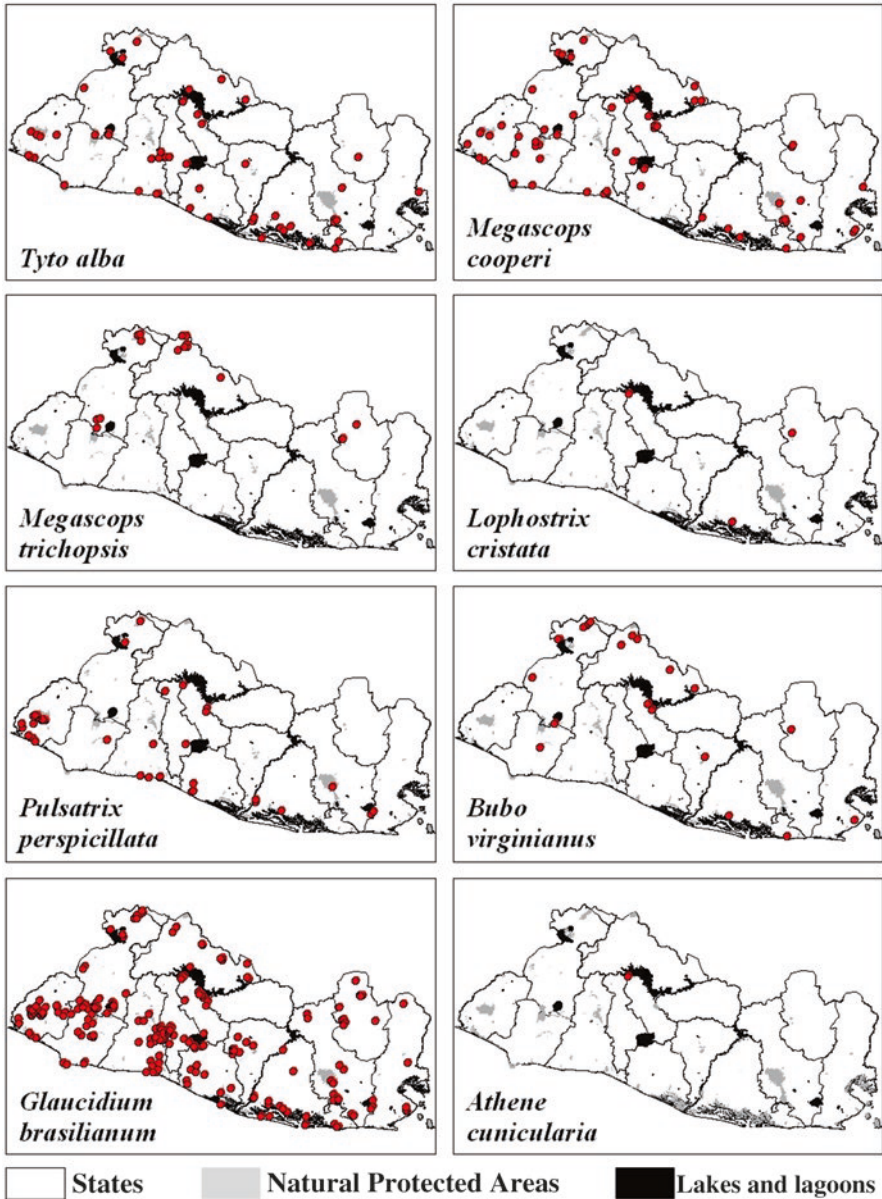 Tyto alba
Megascops
cooperi
Megascops
trichopsis
Lophostrix
cristata
Pulsatrix
perspicillata
Bubo
virginianus
Glaucidium
brasilianum
Athene
cunicularia
States Natural Protected Areas Lakes and lagoons